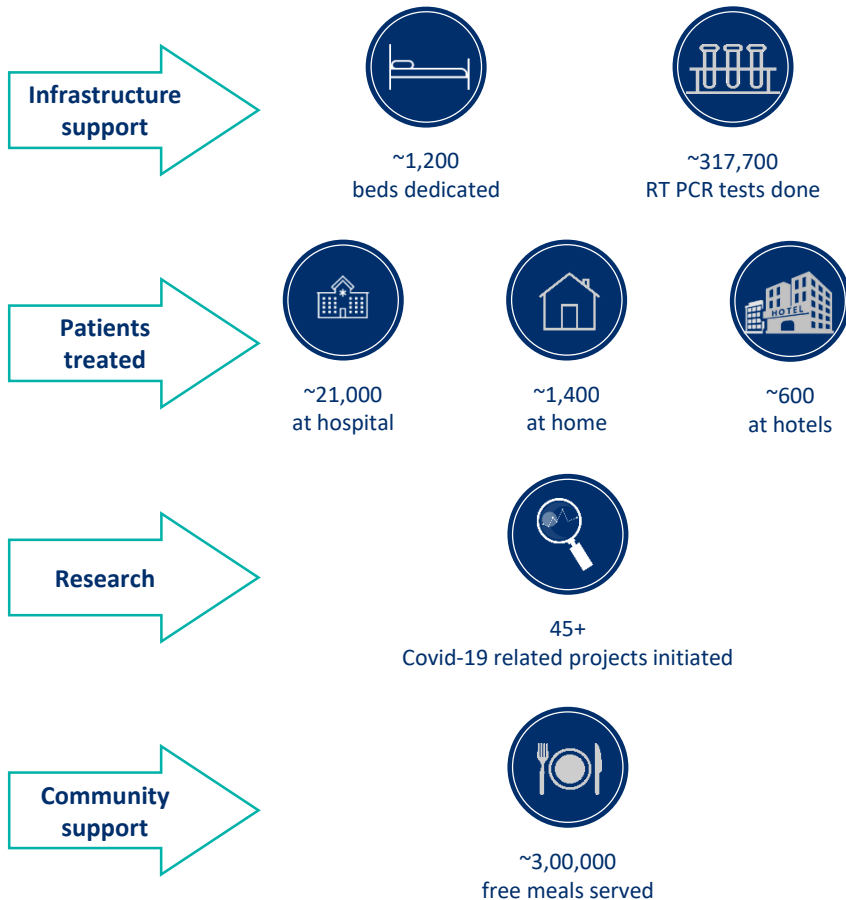 Infrastructure
support
~1,200
beds dedicated
~317,700
RT PCR tests done
Patients
treated
~21,000
at hospital
~1,400
at home
HOTEL
~600
at hotels
Research
45+
Covid-19 related projects initiated
Community
support
~3,00,000
free meals served